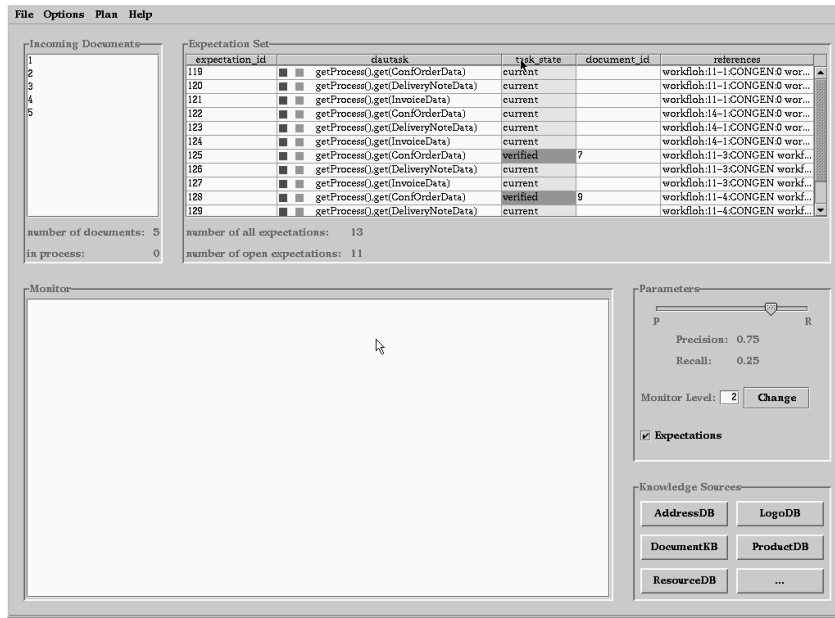 File Options Plan Help
Incoming Documents
1
2
3
4
5
number of documents: 5
in process: 0
Expectation Set
expectation_id dautask task_state document_id references
119 getProcess().get(ConfOrderData) current workfloh:11-1:CONGEN:0 wor...
120 getProcess().get(DeliveryNoteData) current workfloh:11-1:CONGEN:0 wor...
121 getProcess().get(InvoiceData) current workfloh:11-1:CONGEN:0 wor...
122 getProcess().get(ConfOrderData) current workfloh:14-1:CONGEN:0 wor...
123 getProcess().get(DeliveryNoteData) current workfloh:14-1:CONGEN:0 wor...
124 getProcess().get(InvoiceData) current workfloh:14-1:CONGEN:0 wor...
125 getProcess().get(ConfOrderData) verified 7 workfloh:11-3:CONGEN workf...
126 getProcess().get(DeliveryNoteData) current workfloh:11-3:CONGEN workf...
127 getProcess().get(InvoiceData) current workfloh:11-3:CONGEN workf...
128 getProcess().get(ConfOrderData) verified 9 workfloh:11-4:CONGEN workf...
129 getProcess().get(DeliveryNoteData) current workfloh:11-4:CONGEN workf...
number of all expectations: 13
number of open expectations: 11
Monitor
Parameters
P R
Precision: 0.75
Recall: 0.25
Monitor Level: 2 Change
Expectations
Knowledge Sources
AddressDB LogoDB
DocumentKB ProductDB
ResourceDB ...